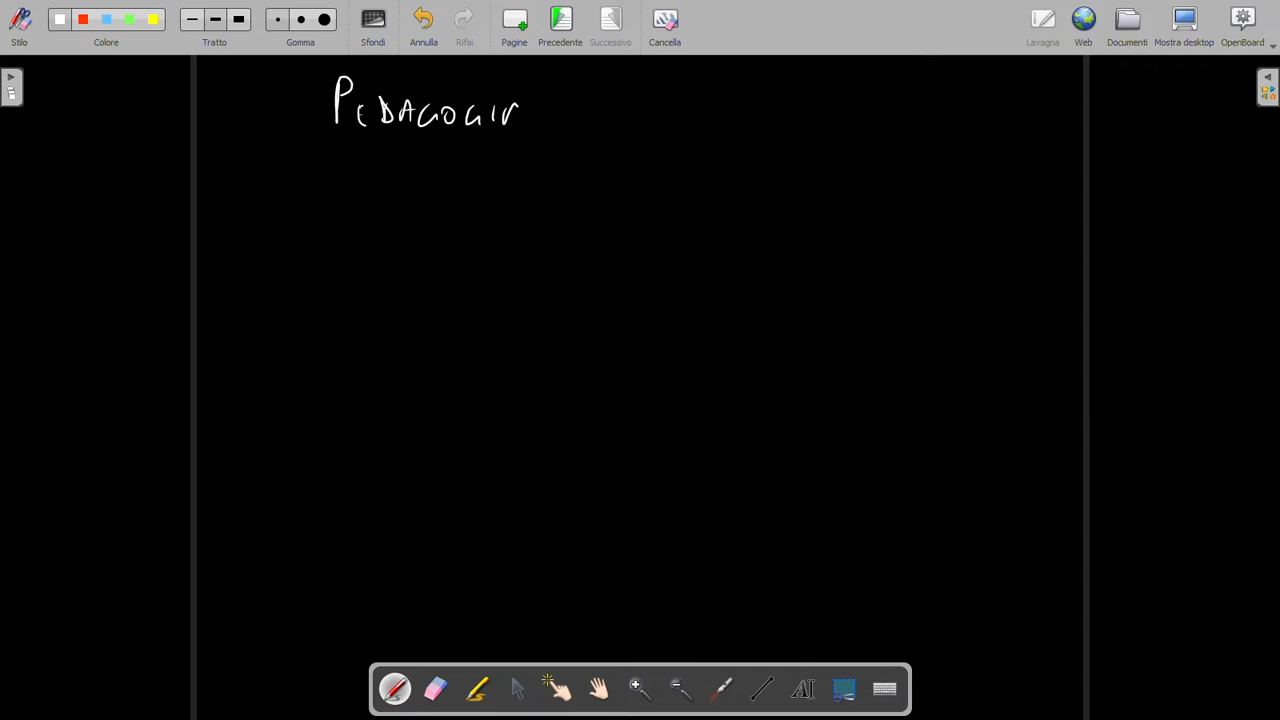 Stilo Colore Tratto Gomma Sfondi Annulla Rifai Pagine Precedente Successivo Cancella Lavagna Web Documenti Mostra desktop OpenBoard
PEDAGOGIA